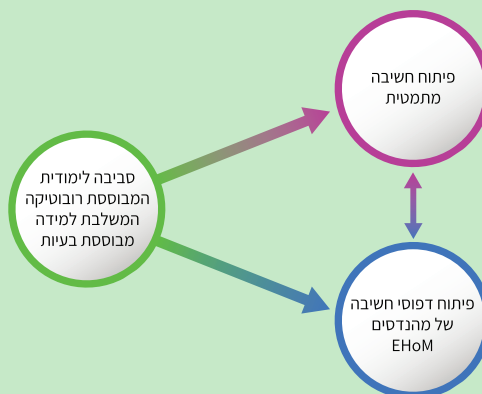 פיתוח חשיבה
מתמטית
סביבה לימודית
המבוססת רובוטיקה
המשלבת למידה
מבוססת בעיות
פיתוח דפוסי חשיבה
של מהנדסים
EHoM